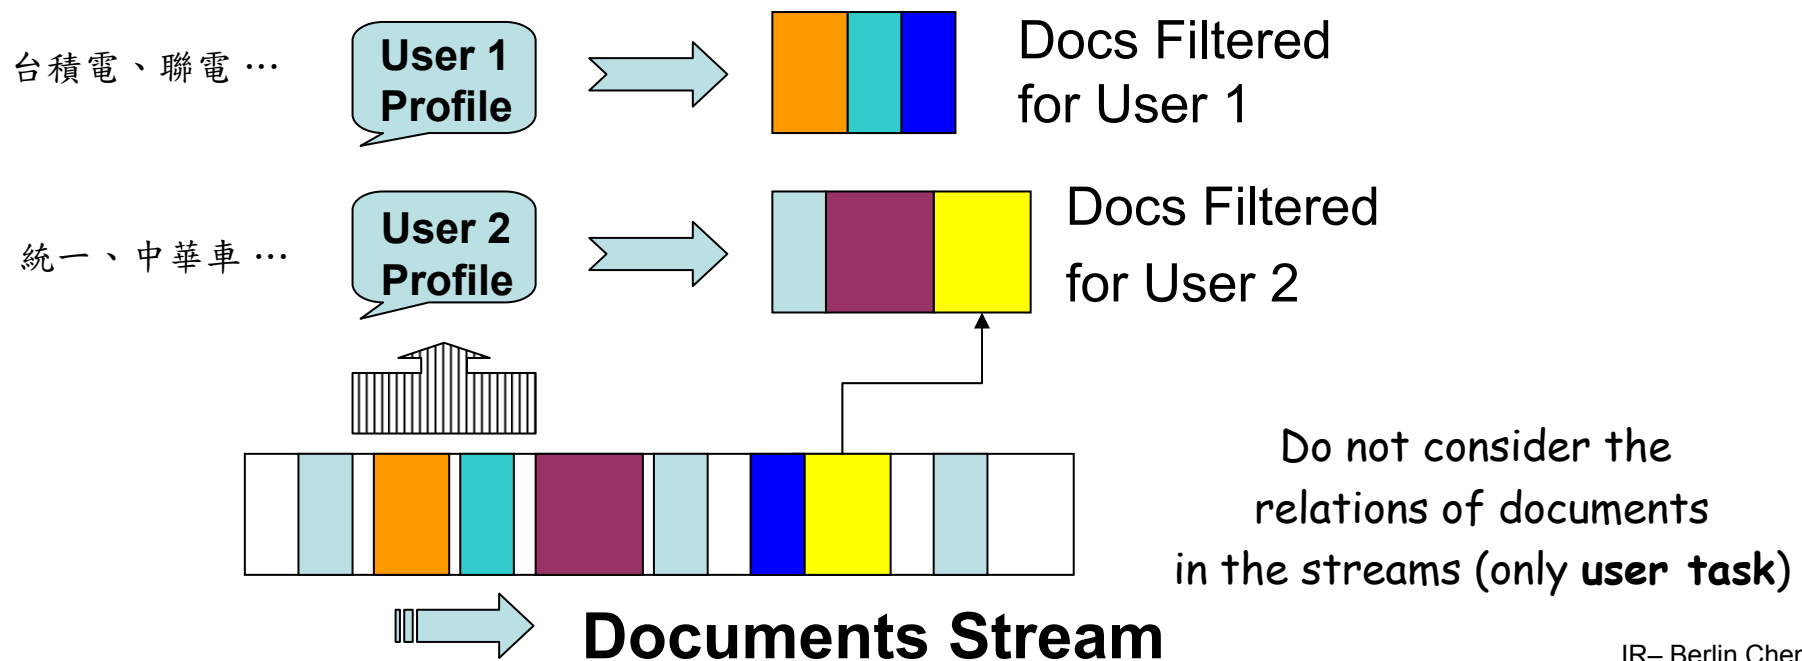 台積電、聯電 …
User 1
Profile
Docs Filtered
for User 1
統一、中華車 …
User 2
Profile
Docs Filtered
for User 2
Do not consider the
relations of documents
in the streams (only user task)
Documents Stream
IR– Berlin Chen